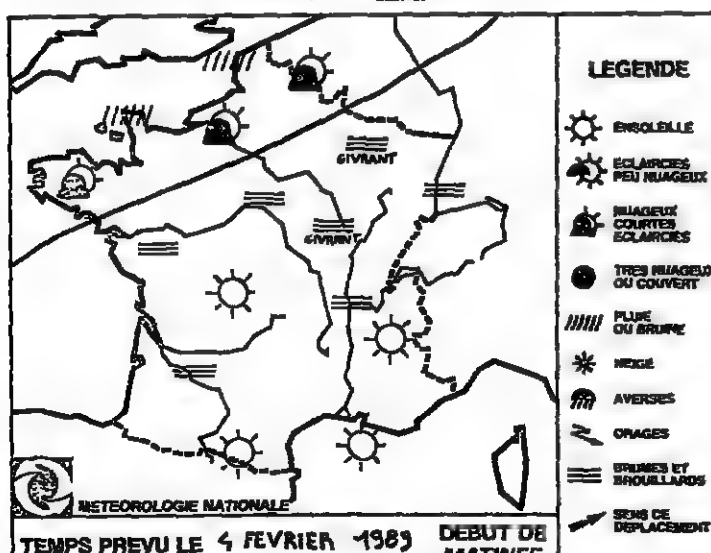 GIVRANT
GIVRANT
METEOROLOGIE NATIONALE
TEMPS PREVU LE 4 FEVRIER 1989 DEBUT DE
MATINEE
LEGENDE
ENSOLEILLE
ECLAIRCIES
PEU NUAGEUX
NUAGEUX
COURTES
ECLAIRCIES
TRES NUAGEUX
OU COUVERT
PLUIE
OU BRUINE
NEIGE
AVERSES
ORAGES
BRUMES ET
BROUILLARDS
SENS DE
DEPLACEMENT